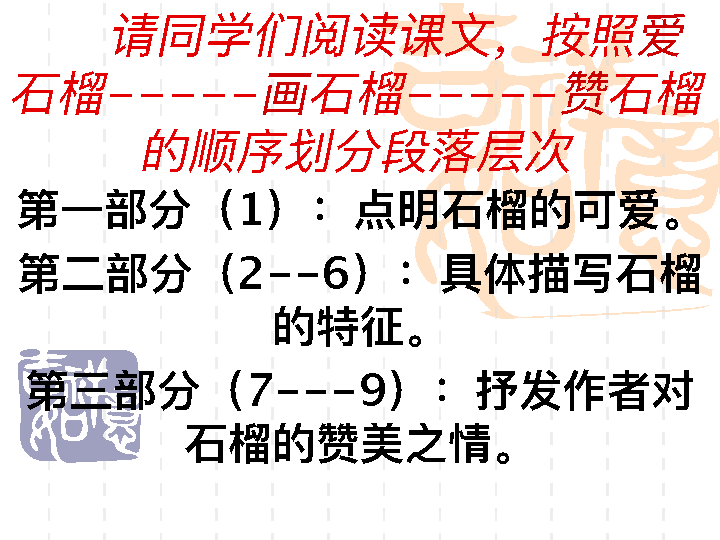 请同学们阅读课文，按照爱
石榴-----画石榴-----赞石榴
的顺序划分段落层次
第一部分（1）：点明石榴的可爱。
第二部分（2--6）：具体描写石榴
的特征。
第三部分（7---9）：抒发作者对
石榴的赞美之情。